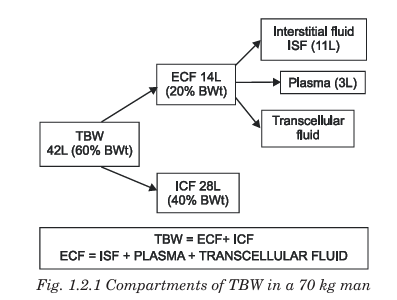 Interstitial fluid
ISF (11L)
ECF 14L
(20% BWt)
Plasma (3L)
Transcellular
fluid
TBW
42L (60% BWt)
ICF 28L
(40% BWt)
TBW = ECF+ ICF
ECF = ISF + PLASMA + TRANSCELLULAR FLUID
Fig. 1.2.1 Compartments of TBW in a 70 kg man